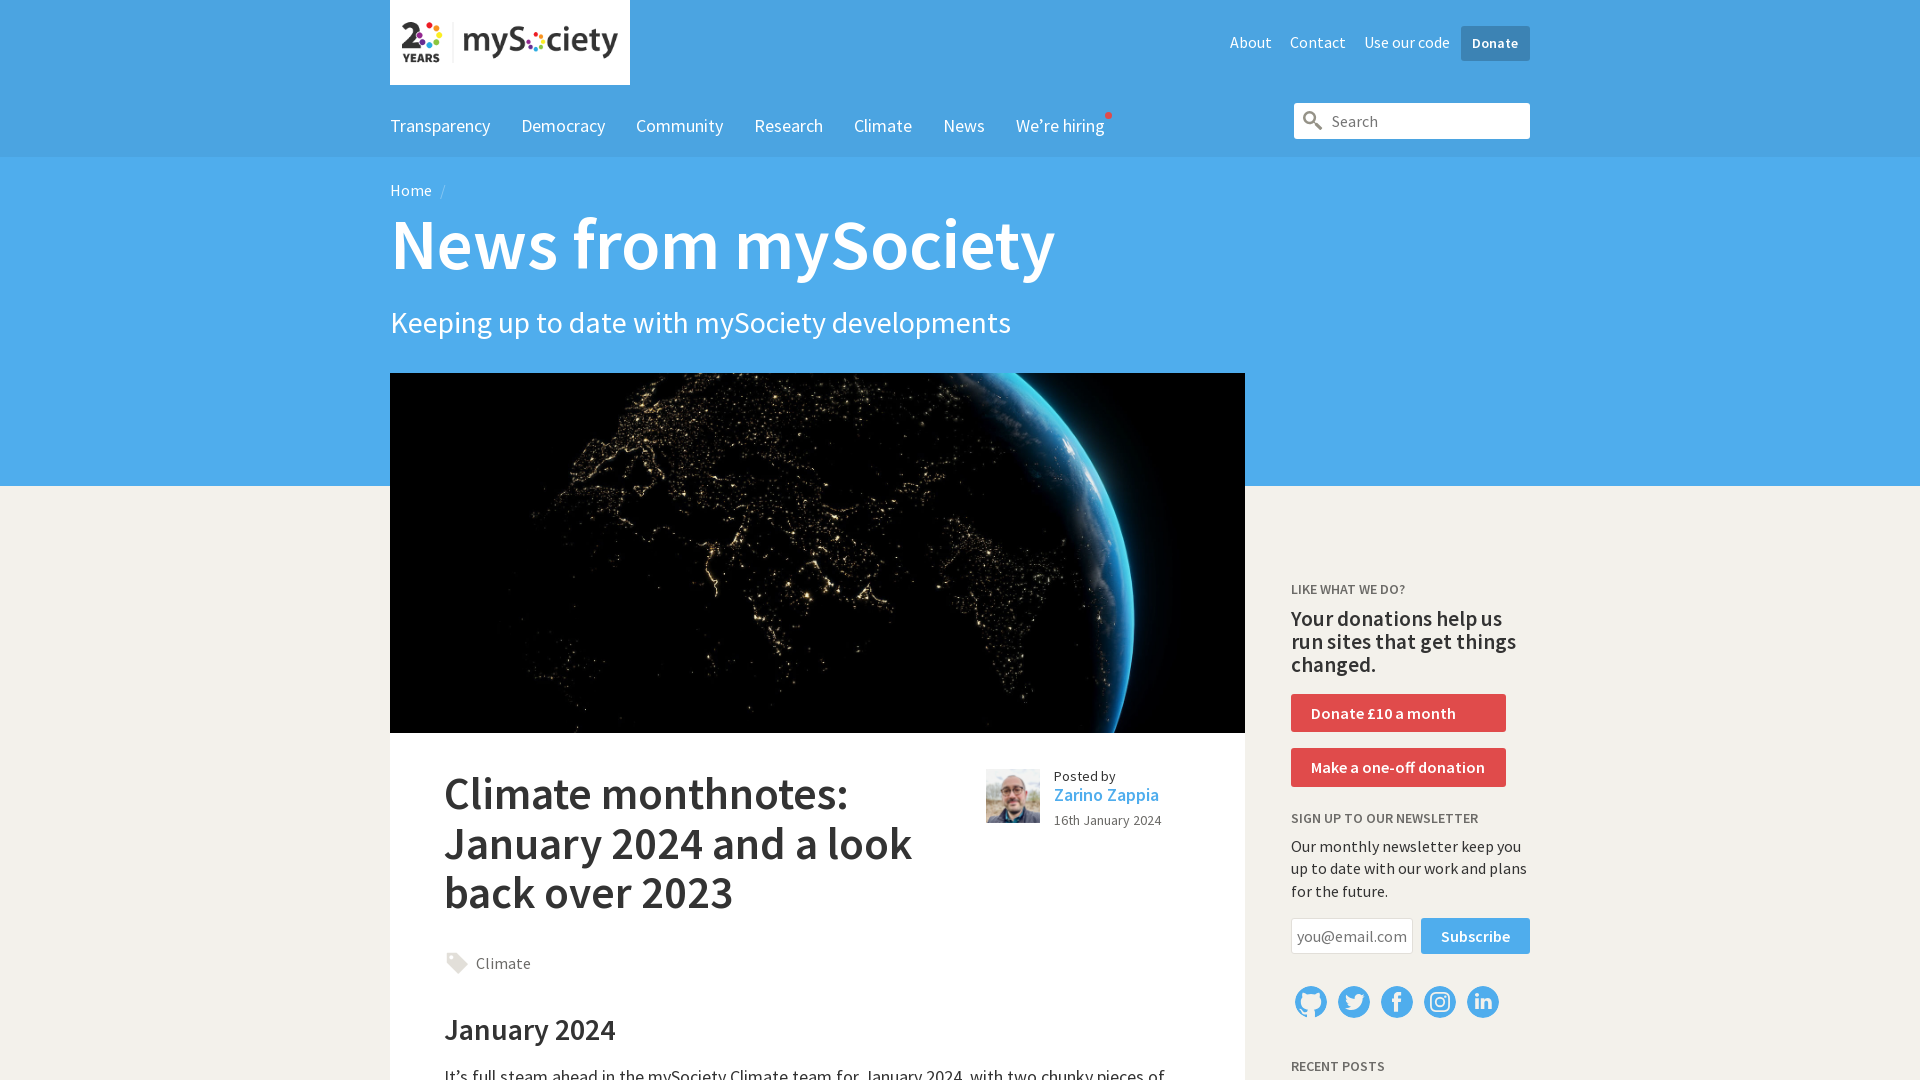 20 YEARS
mySociety
About
Contact
Use our code
Donate
Transparency
Democracy
Community
Research
Climate
News
We’re hiring
Search
Home /
News from mySociety
Keeping up to date with mySociety developments
Climate monthnotes:
January 2024 and a look
back over 2023
Posted by
Zarino Zappia
16th January 2024
Climate
January 2024
It’s full steam ahead in the mySociety Climate team for January 2024, with two chunky pieces of
LIKE WHAT WE DO?
Your donations help us
run sites that get things
changed.
Donate £10 a month
Make a one-off donation
SIGN UP TO OUR NEWSLETTER
Our monthly newsletter keep you
up to date with our work and plans
for the future.
you@email.com
Subscribe
RECENT POSTS